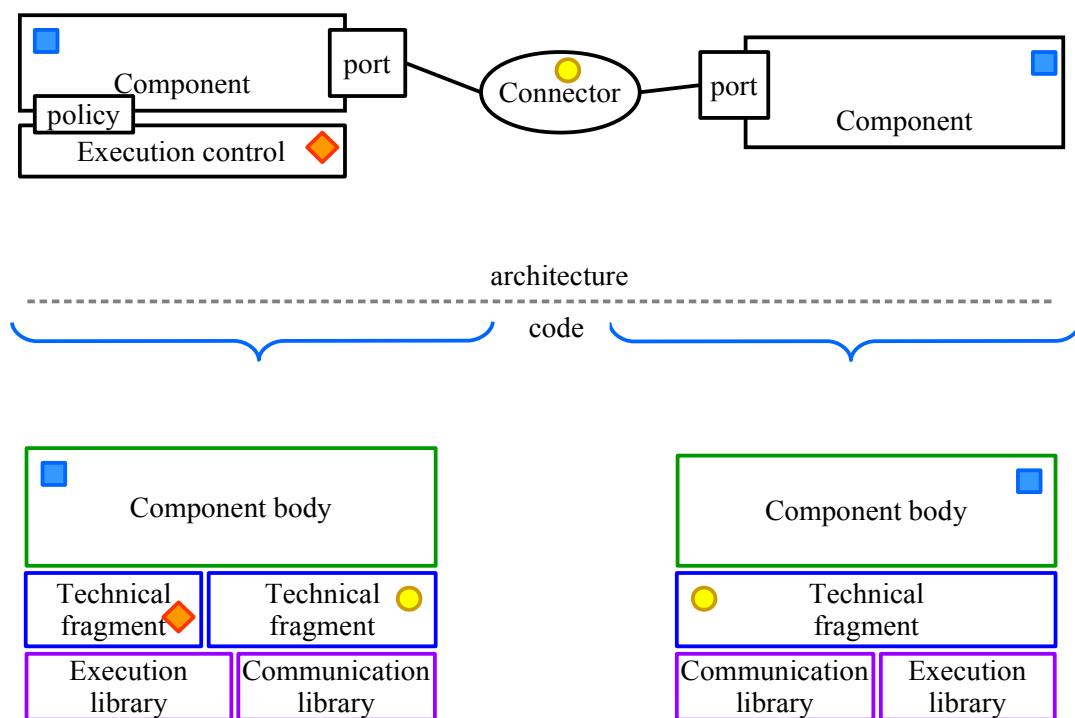 port
Component
policy
Execution control
Connector
port
Component
architecture
code
Component body
Technical
fragment
Technical
fragment
Execution
library
Communication
library
Component body
Technical
fragment
Communication
library
Execution
library